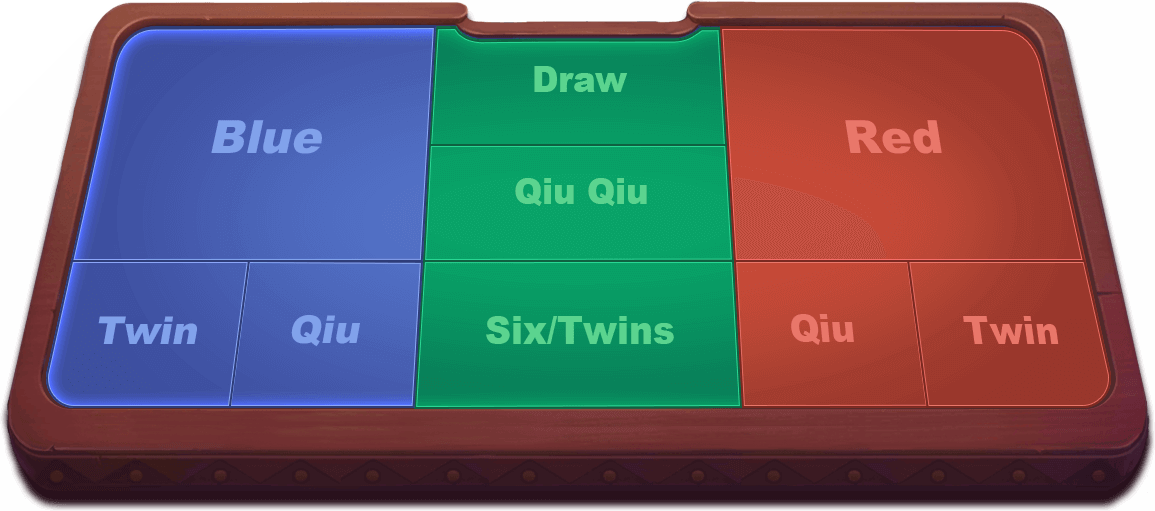 Draw
Blue
Red
Qiu Qiu
Twin
Qiu
Six/Twins
Qiu
Twin